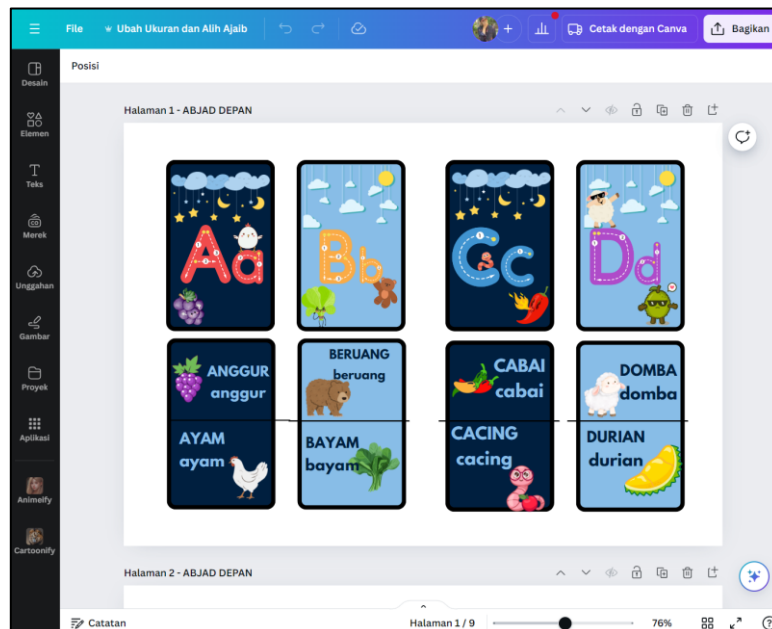 File
Ubah Ukuran dan Alih Ajaib
Cetak dengan Canva
Bagikan
Posisi
Desain
Elemen
Teks
Merek
Unggahan
Gambar
Proyek
Aplikasi
Animeify
Cartoonify
Halaman 1 - ABJAD DEPAN
Aa
Bb
Cc
Dd
ANGGUR
anggur
AYAM
ayam
BERUANG
beruang
BAYAM
bayam
CABAI
cabai
CACING
cacing
DOMBA
domba
DURIAN
durian
Halaman 2 - ABJAD DEPAN
Catatan
Halaman 1 / 9
76%